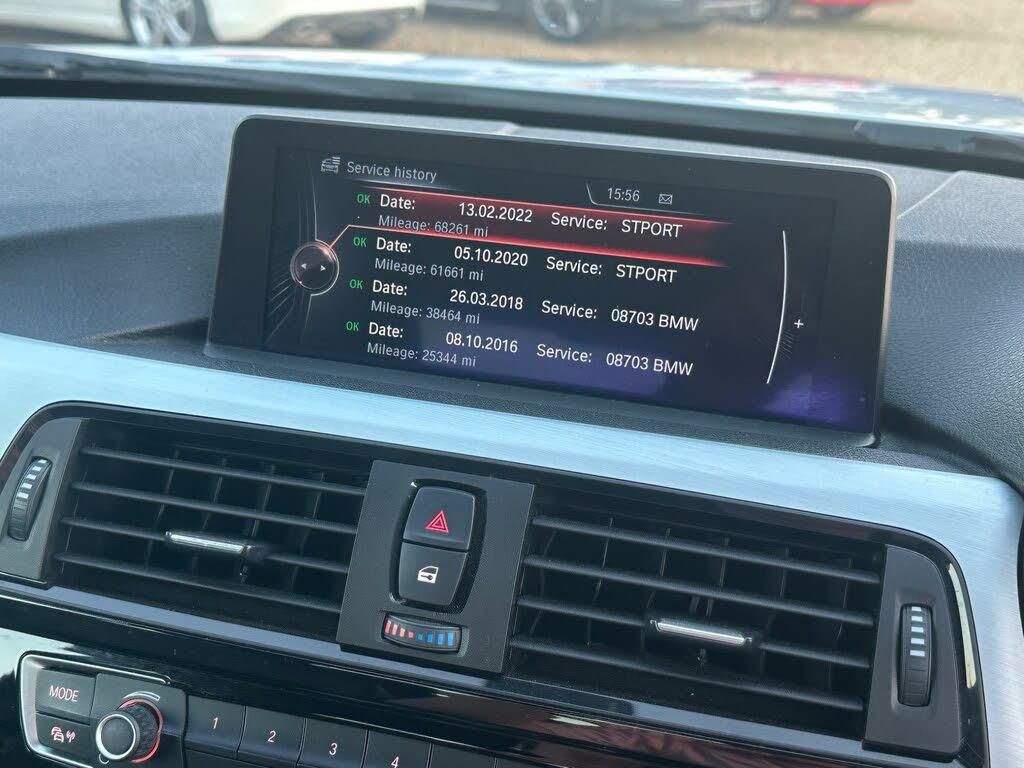 Service history
15:56
OK Date: 13.02.2022 Service: STPORT
Mileage: 68261 mi
OK Date: 05.10.2020 Service: STPORT
Mileage: 61661 mi
OK Date: 26.03.2018 Service: 08703 BMW
Mileage: 38464 mi
OK Date: 08.10.2016 Service: 08703 BMW
Mileage: 25344 mi
+
MODE
1 2 3 4